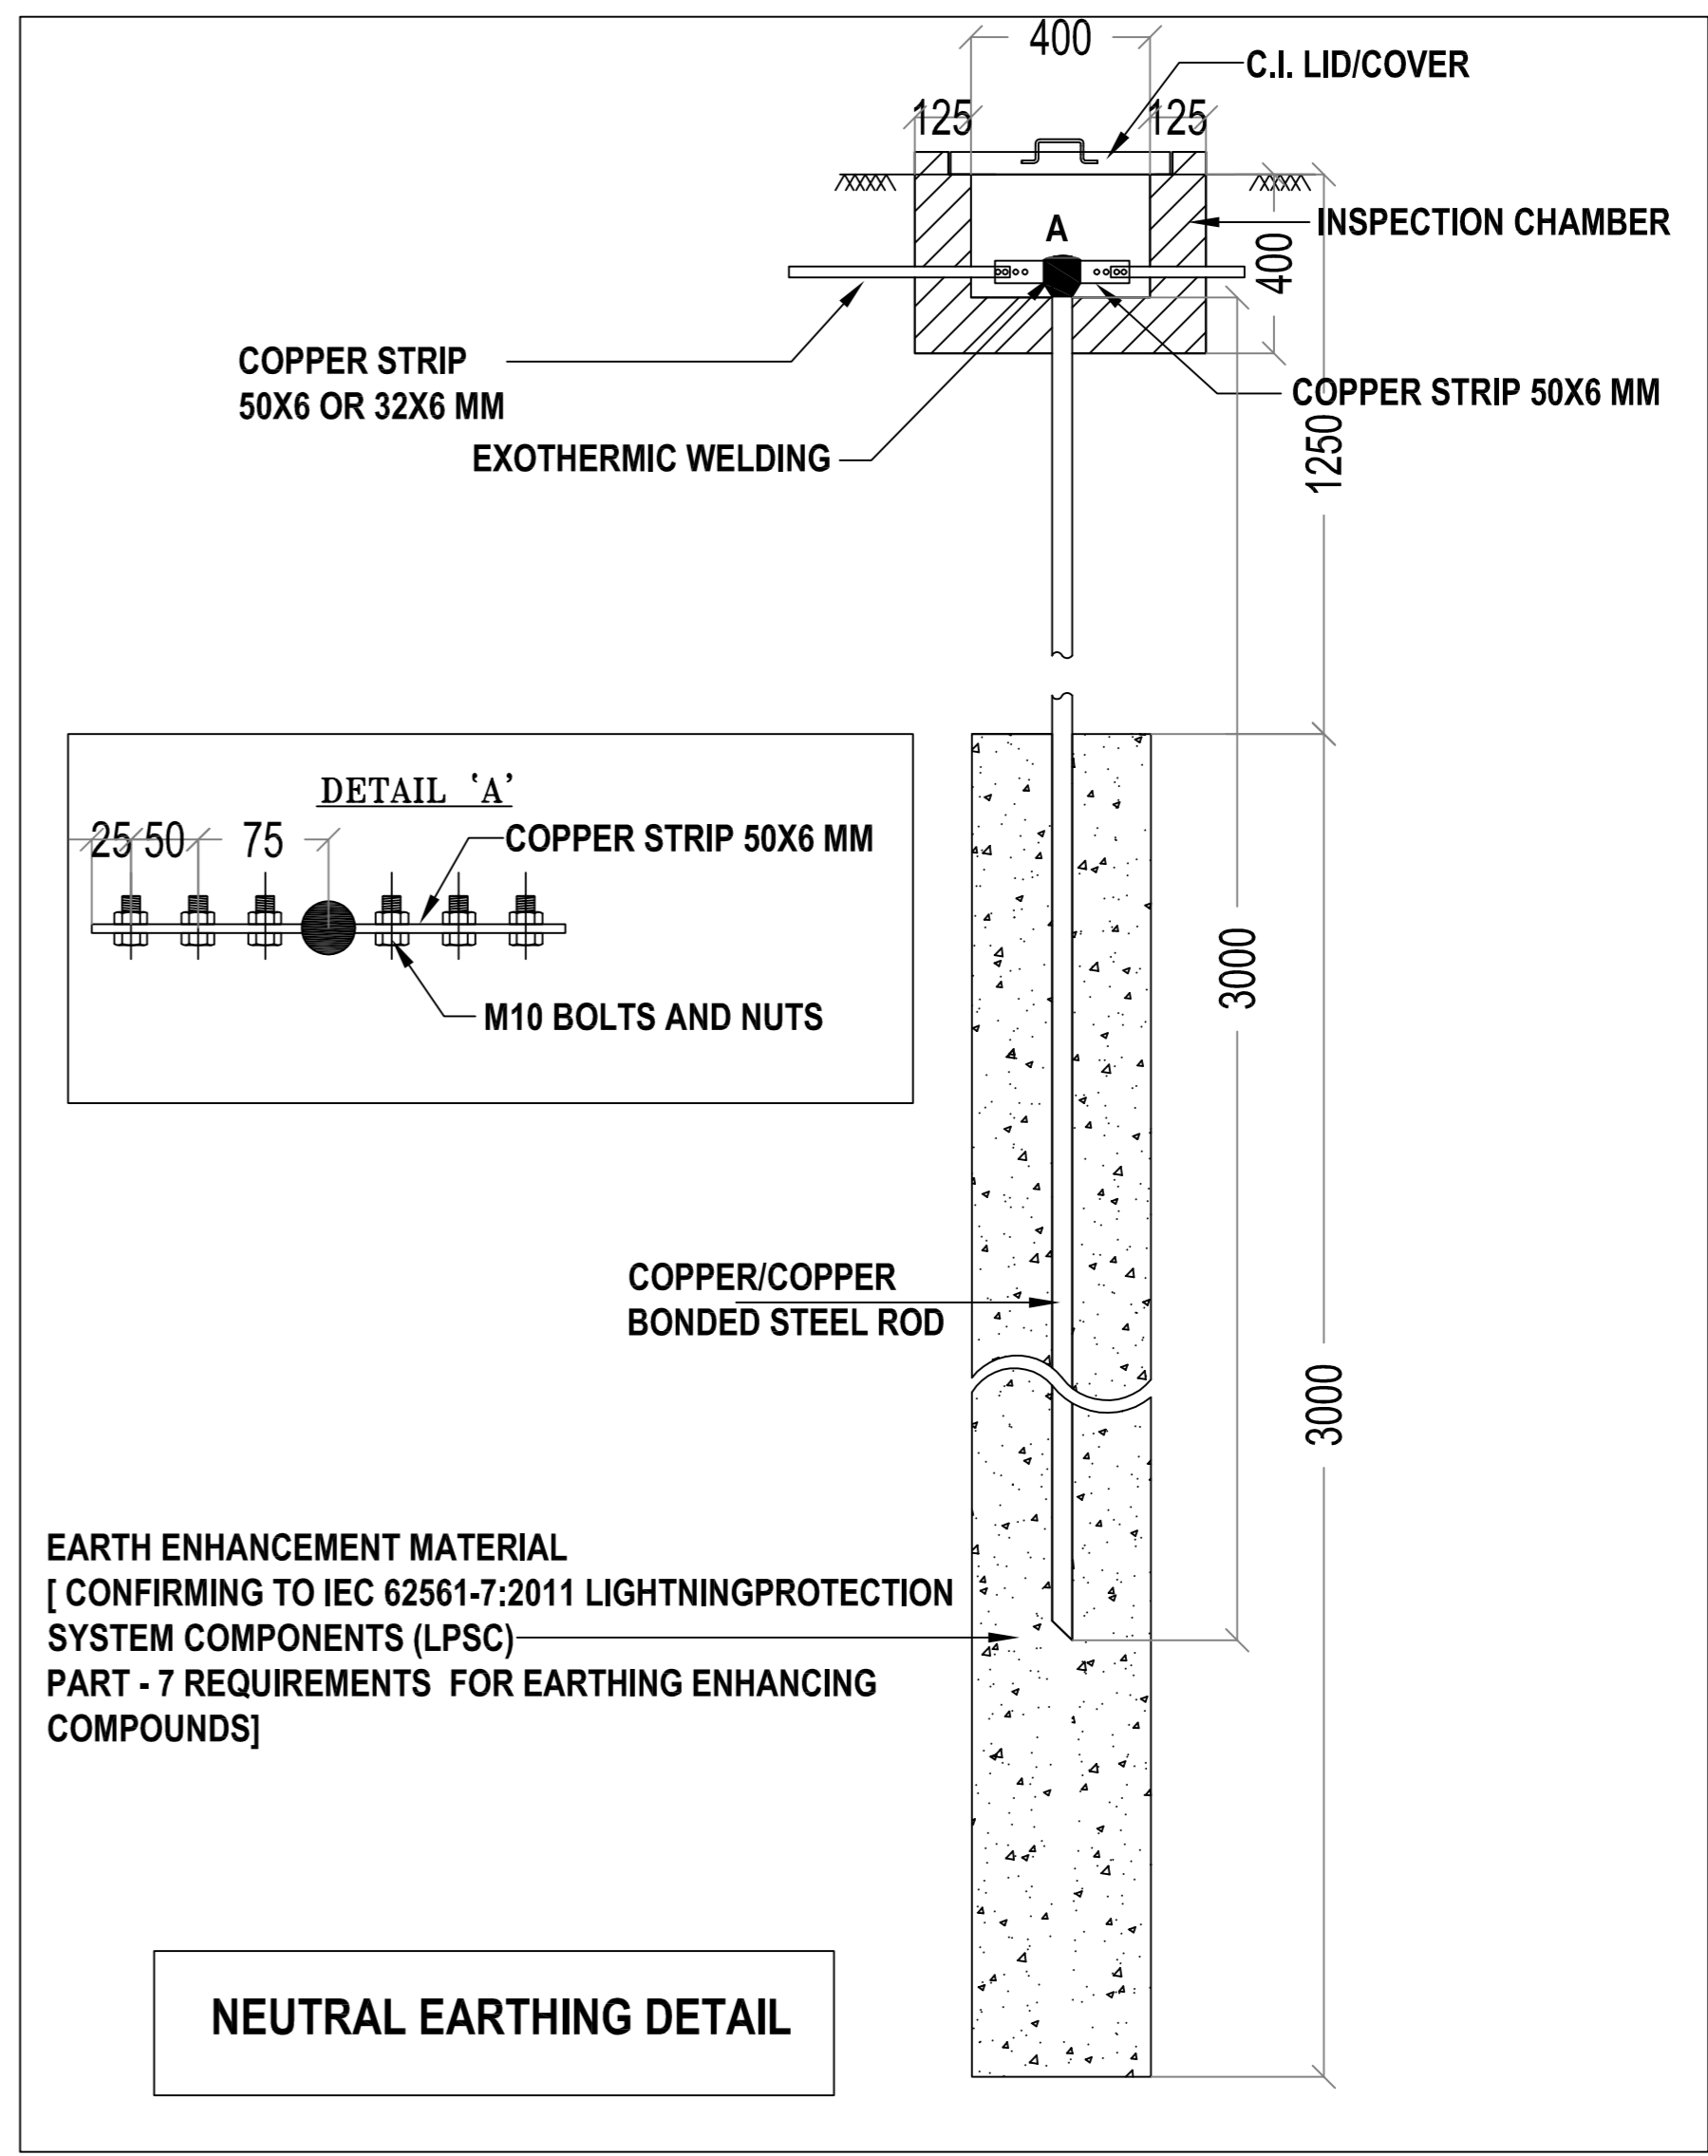 400
C.I. LID/COVER
125
125
INSPECTION CHAMBER
A
400
COPPER STRIP
50X6 OR 32X6 MM
COPPER STRIP 50X6 MM
EXOTHERMIC WELDING
1250
DETAIL ‘A’
25 50 75
COPPER STRIP 50X6 MM
M10 BOLTS AND NUTS
3000
COPPER/COPPER
BONDED STEEL ROD
3000
EARTH ENHANCEMENT MATERIAL
[ CONFIRMING TO IEC 62561-7:2011 LIGHTNINGPROTECTION
SYSTEM COMPONENTS (LPSC)
PART - 7 REQUIREMENTS FOR EARTHING ENHANCING
COMPOUNDS]
NEUTRAL EARTHING DETAIL